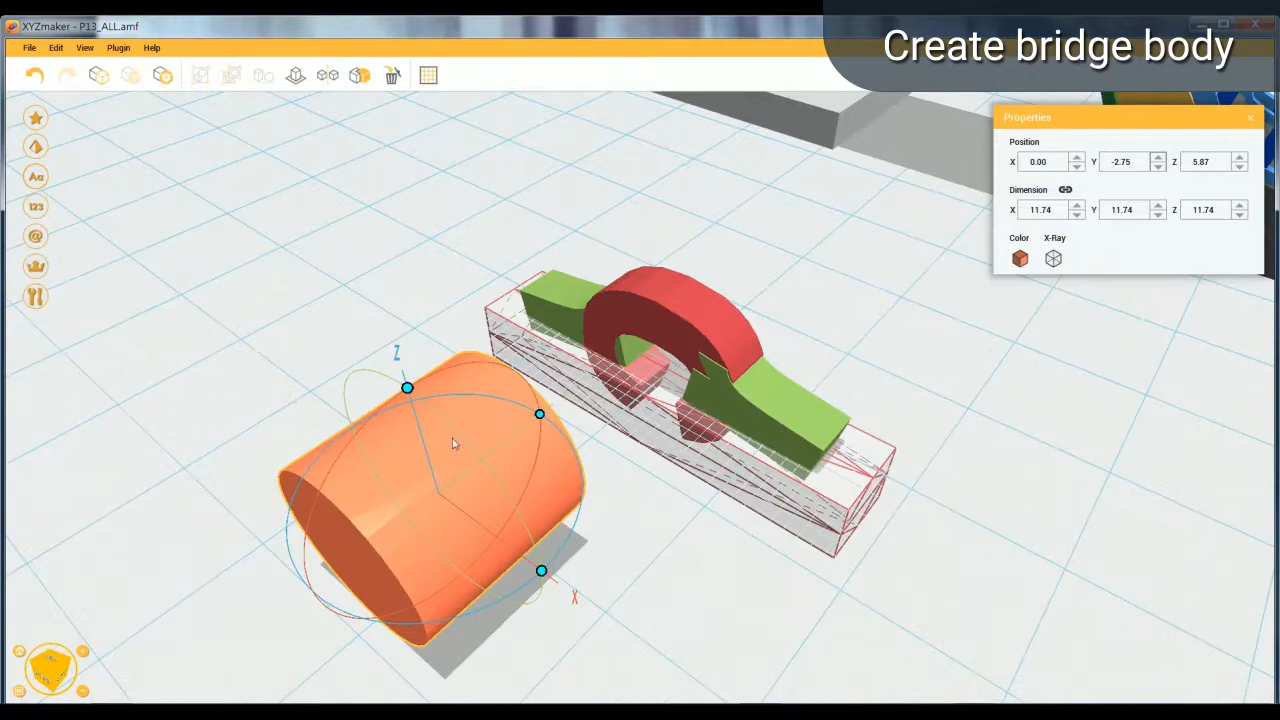 XYZmaker - P13_ALL.amf
Create bridge body
File Edit View Plugin Help
Aa
123
@
Properties
Position
X 0.00 Y -2.75 Z 5.87
Dimension
X 11.74 Y 11.74 Z 11.74
Color X-Ray
Z
X